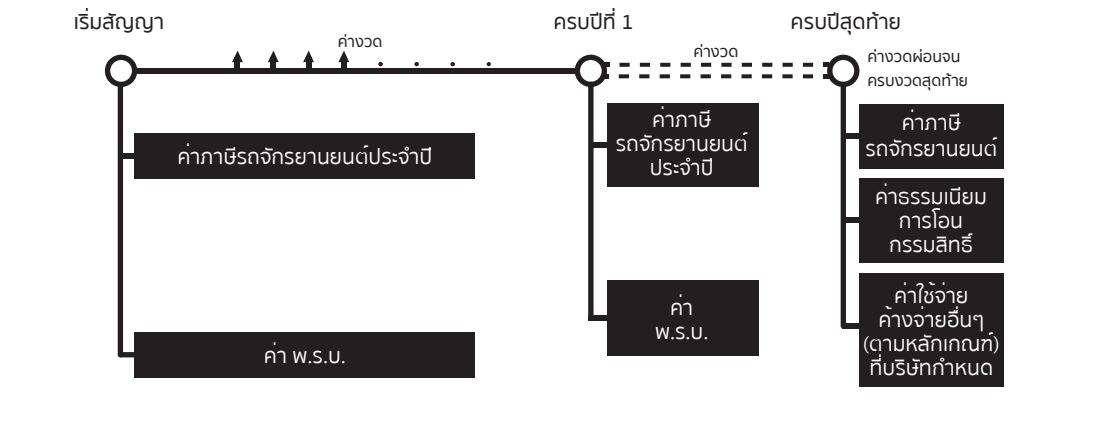 เริ่มสัญญา
ครบปีที่ 1
ครบปีสุดท้าย
ค่างวด
ค่างวด
ค่างวดผ่อนจน
ครบงวดสุดท้าย
ค่าภาษีรถจักรยานยนต์ประจำปี
ค่า พ.ร.บ.
ค่าภาษี
รถจักรยานยนต์
ประจำปี
ค่า
พ.ร.บ.
ค่าภาษี
รถจักรยานยนต์
ค่าธรรมเนียม
การโอน
กรรมสิทธิ์
ค่าใช้จ่าย
ค้างจ่ายอื่นๆ
(ตามหลักเกณฑ์)
ที่บริษัทกำหนด